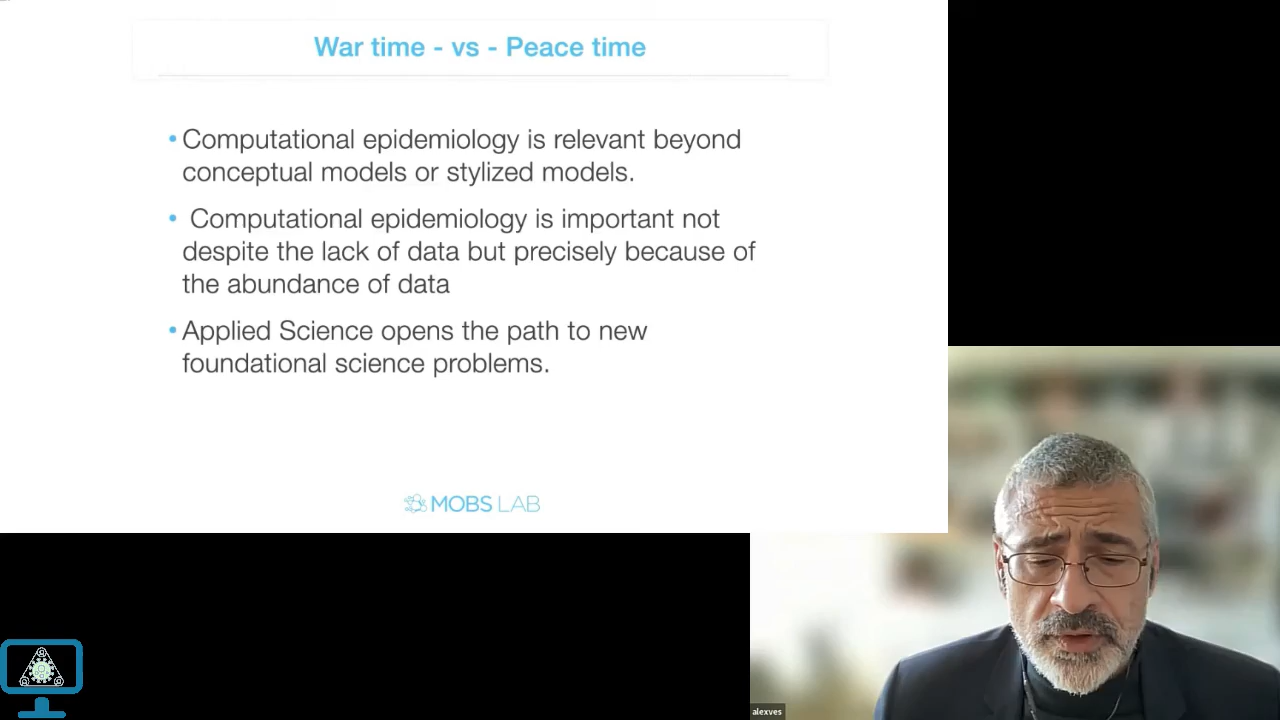 War time - vs - Peace time
• Computational epidemiology is relevant beyond
conceptual models or stylized models.
• Computational epidemiology is important not
despite the lack of data but precisely because of
the abundance of data
• Applied Science opens the path to new
foundational science problems.
MOBS LAB
alexves